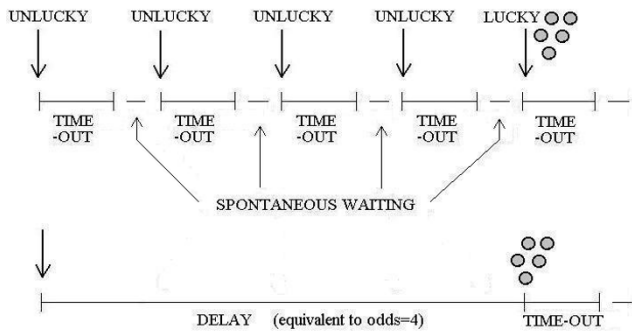 UNLUCKY UNLUCKY UNLUCKY UNLUCKY LUCKY
TIME TIME TIME TIME TIME
-OUT -OUT -OUT -OUT -OUT
SPONTANEOUS WAITING
DELAY (equivalent to odds=4) TIME-OUT